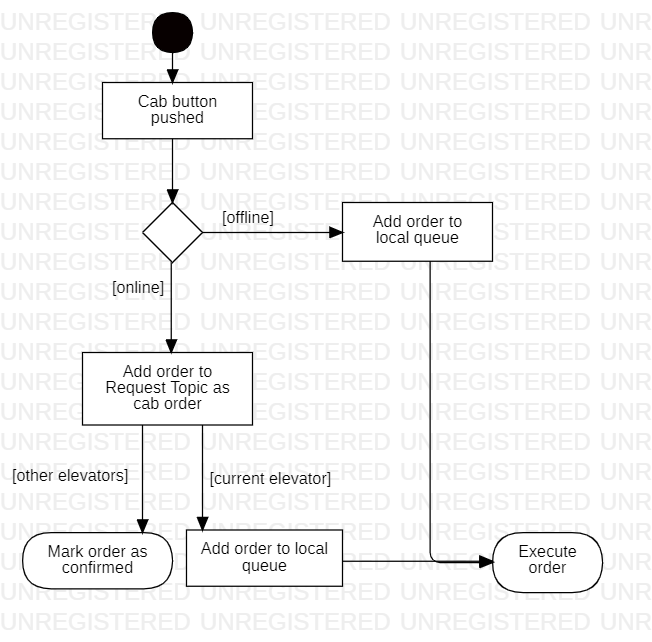 UNREGISTERED UNREGISTERED UNREGISTERED UNR
Cab button
pushed
[offline]
Add order to
local queue
[online]
Add order to
Request Topic as
cab order
[other elevators]
[current elevator]
Mark order as
confirmed
Add order to local
queue
Execute
order